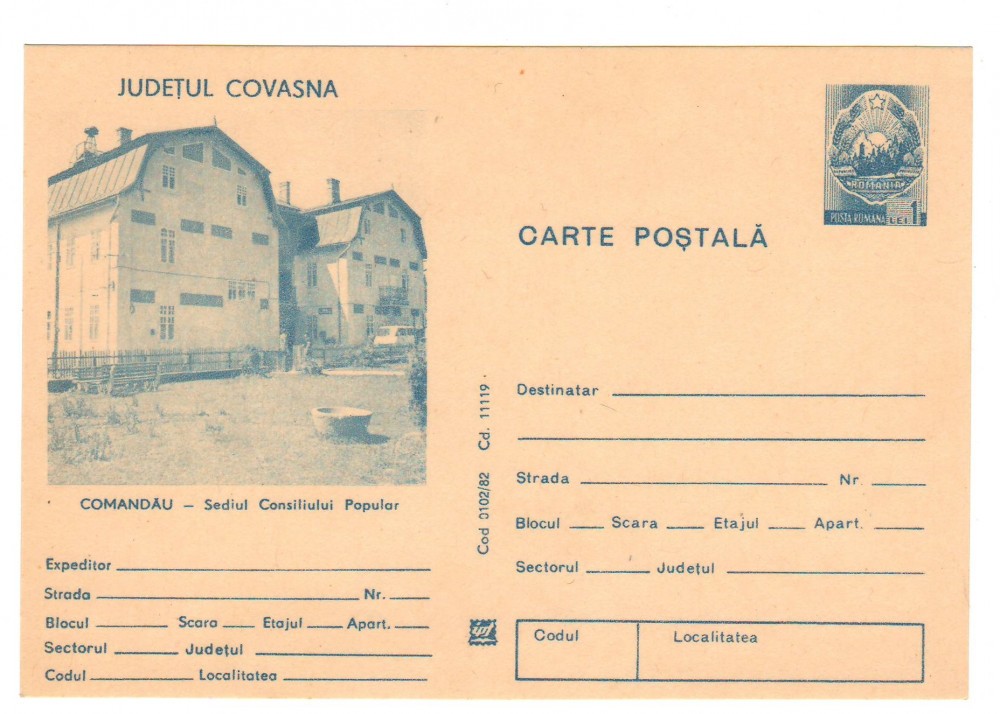 JUDEȚUL COVASNA
COMANDĂU – Sediul Consiliului Popular
Expeditor
Strada Nr.
Blocul Scara Etajul Apart.
Sectorul Județul
Codul Localitatea
Cod 0102/82 Cd. 11119
ROMANIA
POSTA ROMANA LEI 1
CARTE POȘTALĂ
Destinatar
Strada Nr.
Blocul Scara Etajul Apart.
Sectorul Județul
Codul Localitatea